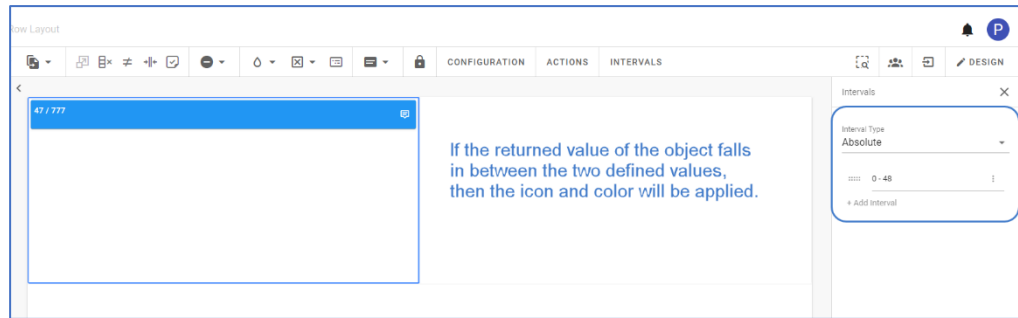 low Layout
P
CONFIGURATION ACTIONS INTERVALS
DESIGN
47 / 777
If the returned value of the object falls
in between the two defined values,
then the icon and color will be applied.
Intervals
Interval Type
Absolute
0 - 48
+ Add Interval